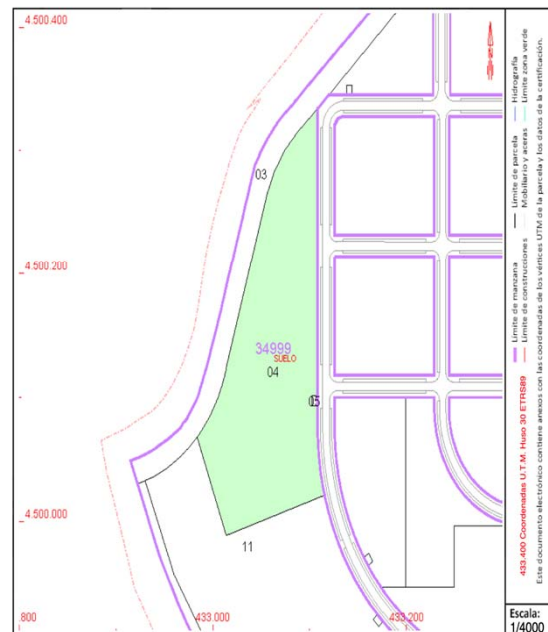 4.500.400
03
4.500.200
34999
SUELO
04
05
4.500.000
11
.800
433.000
433.200
Límite de manzana
Límite de parcela
Hidrografía
Límite de construcciones
Mobiliario y aceras
Límite zona verde
433.400 Coordenadas U.T.M. Huso 30 ETRS89
Este documento electrónico contiene anexos con las coordenadas de los vértices UTM de la parcela y los datos de la certificación.
Escala:
1/4000